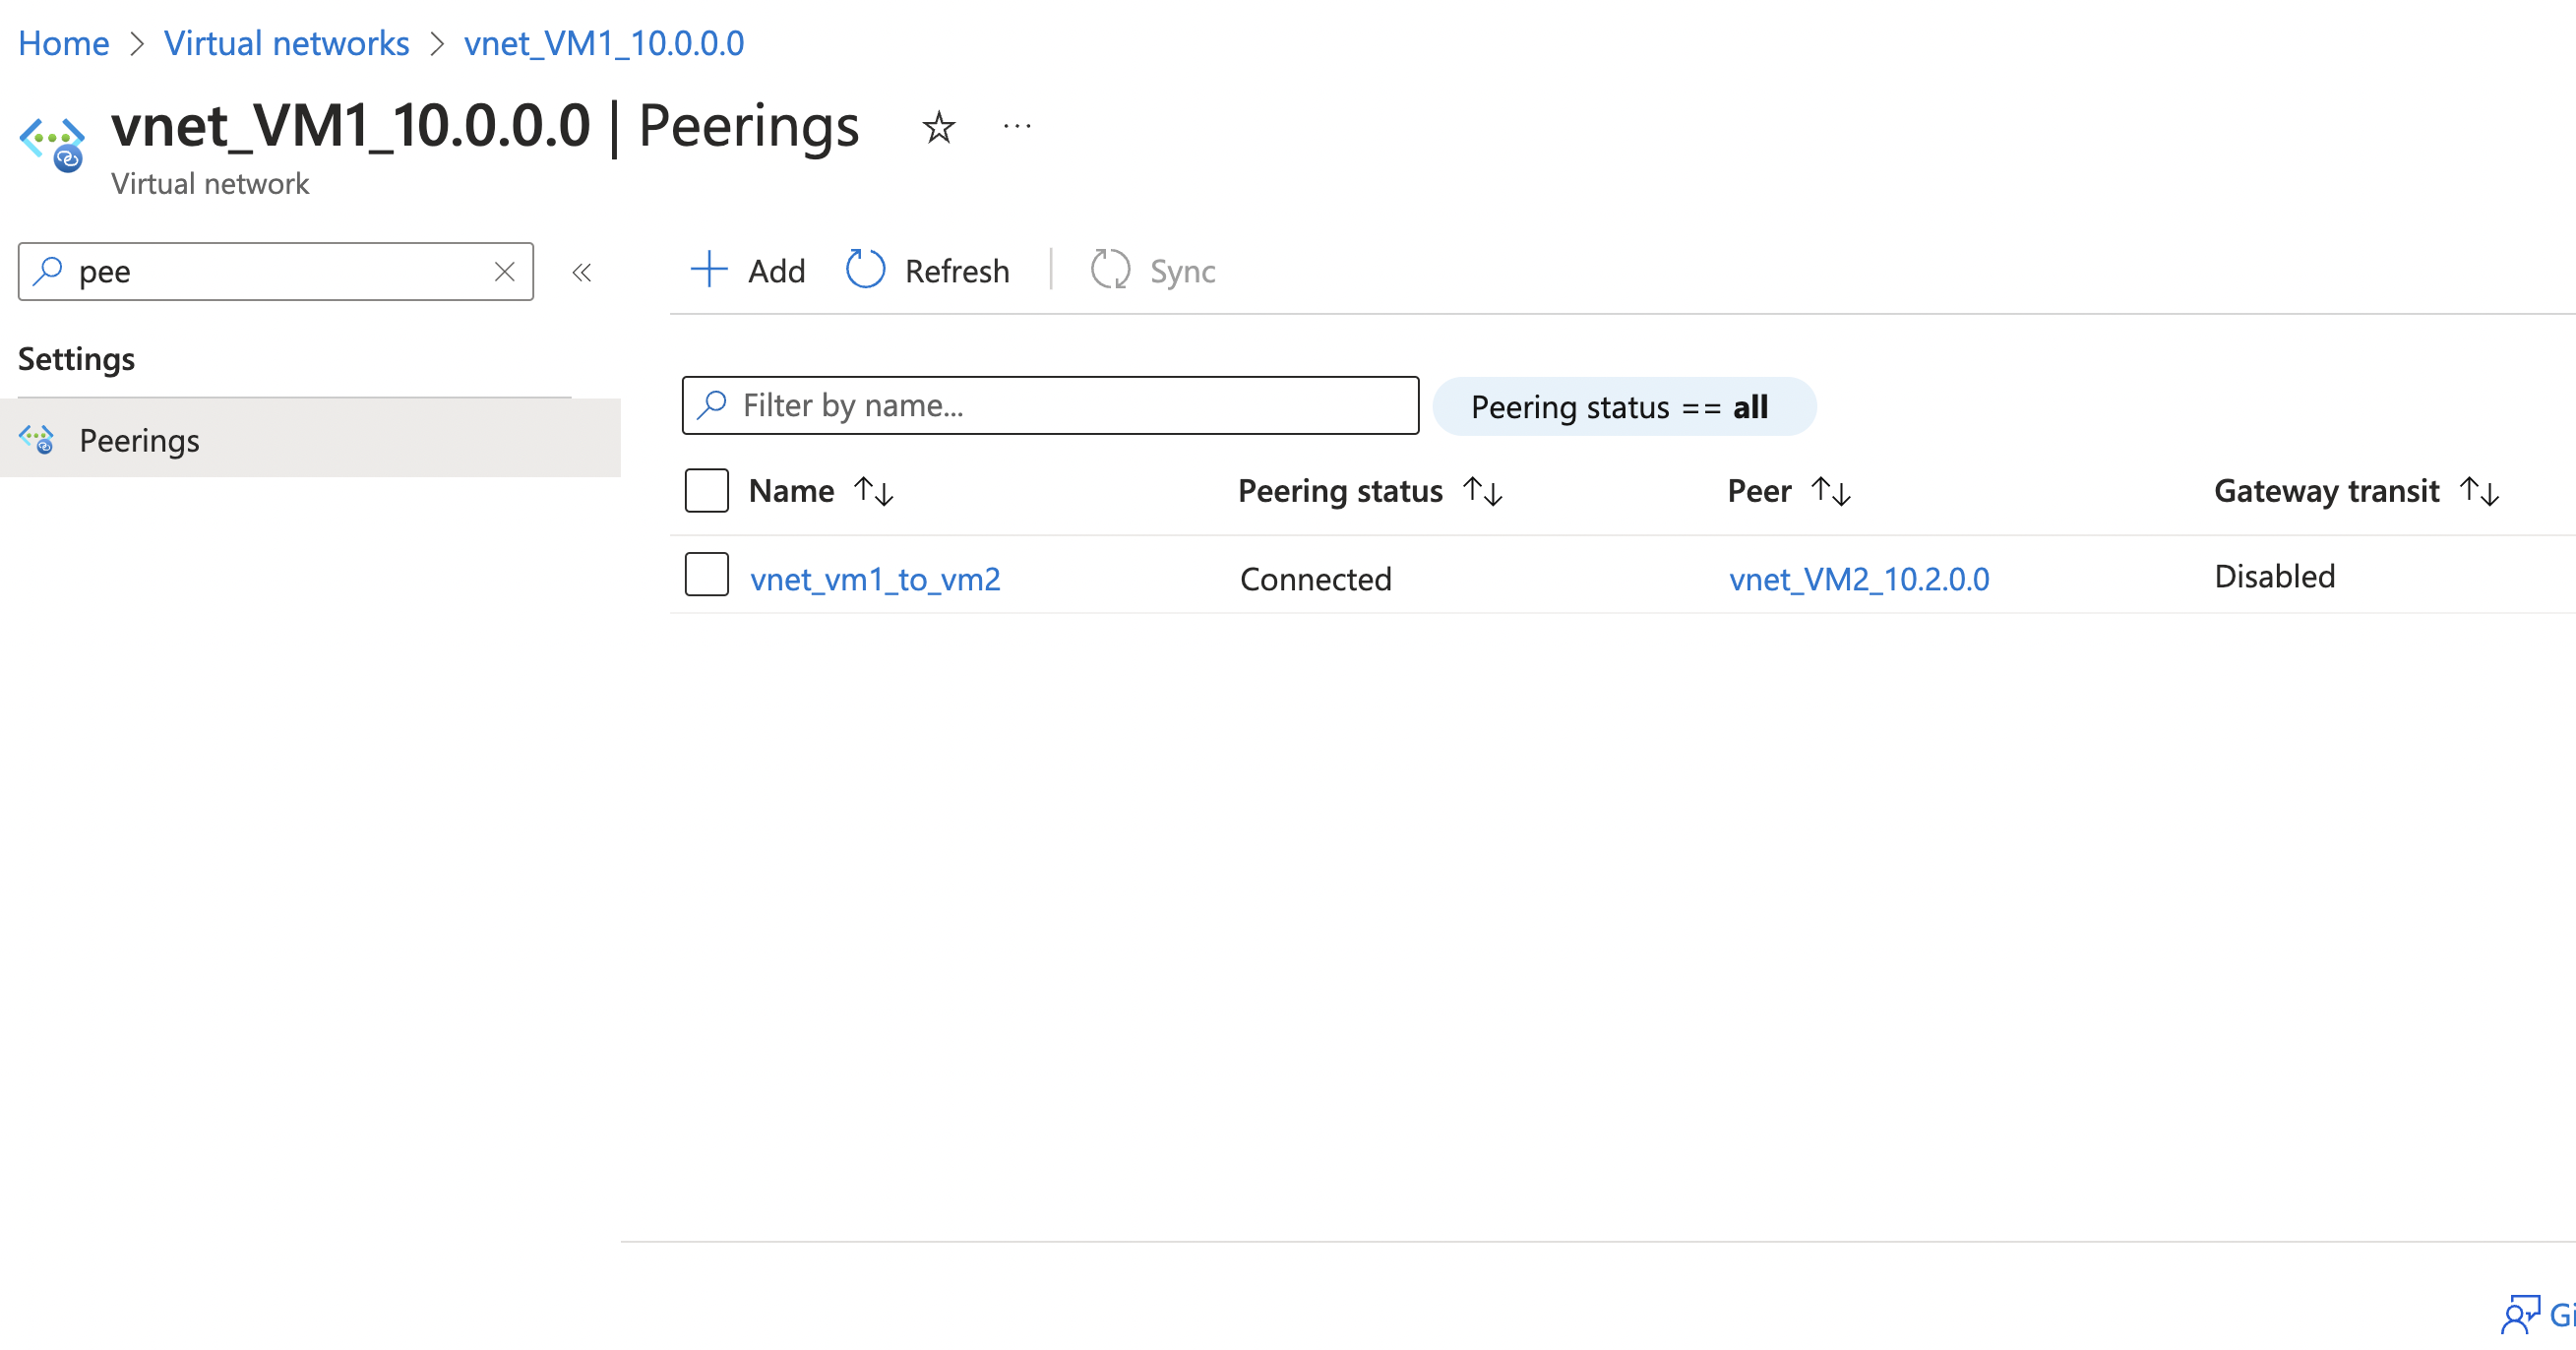 Home > Virtual networks > vnet_VM1_10.0.0.0
vnet_VM1_10.0.0.0 | Peerings
Virtual network
pee
Add Refresh Sync
Settings
Filter by name... Peering status == all
Peerings
Name Peering status Peer Gateway transit
vnet_vm1_to_vm2 Connected vnet_VM2_10.2.0.0 Disabled